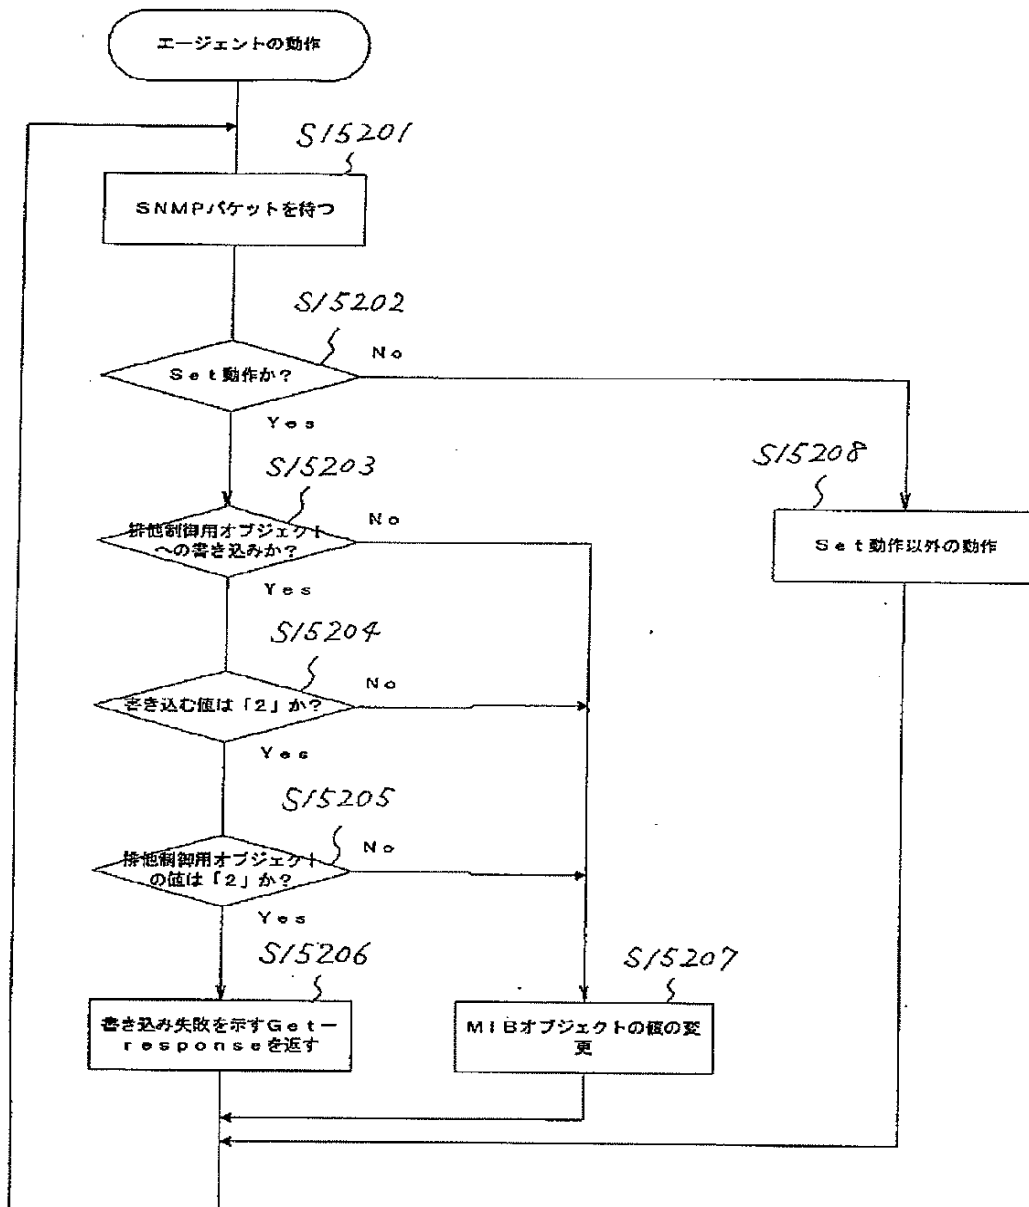 エージェントの動作
S15201
SNMPパケットを待つ
S15202
Set動作か？
No
Yes
S15203
排他制御用オブジェクト
への書き込みか？
No
Yes
S15208
Set動作以外の動作
S15204
書き込む値は「2」か？
No
Yes
S15205
排他制御用オブジェクト
の値は「2」か？
No
Yes
S15206
書き込み失敗を示すGet－
responseを返す
S15207
MIBオブジェクトの値の変
更